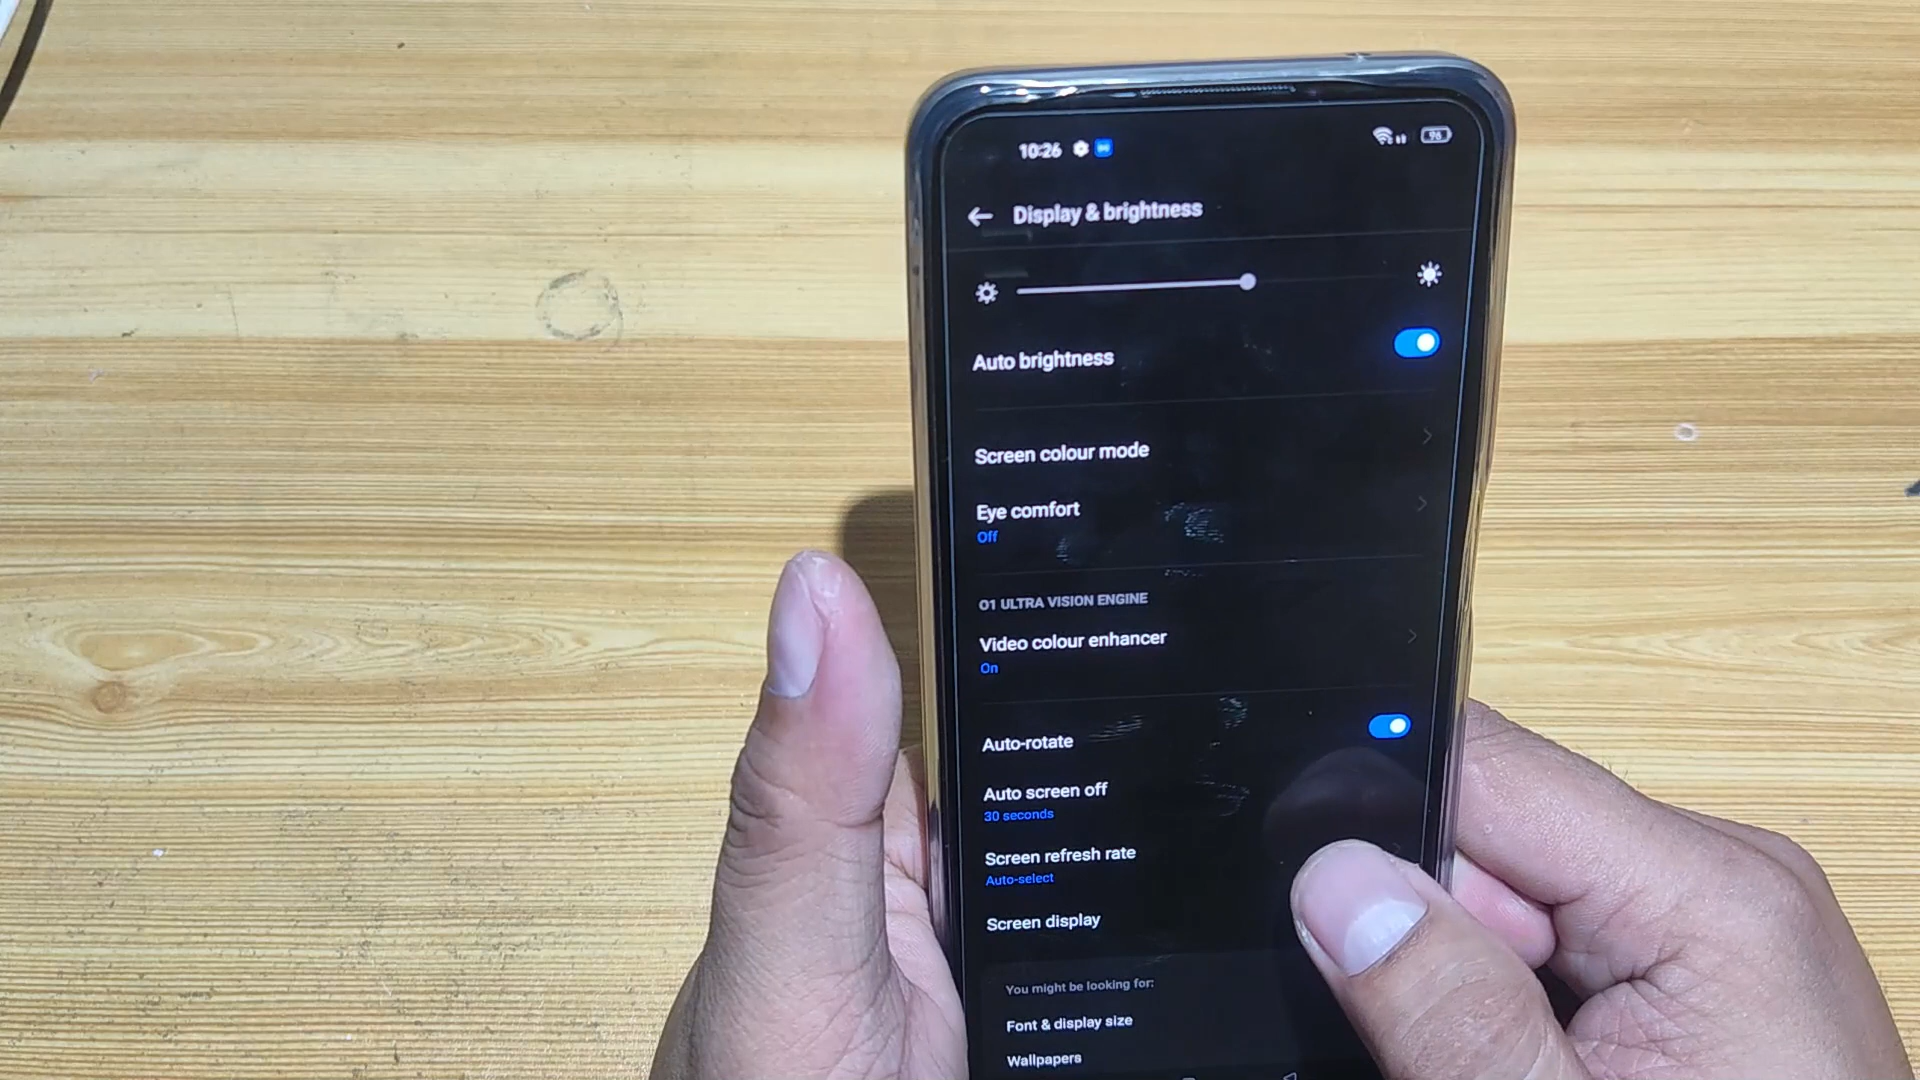 10:26
96
Display & brightness
Auto brightness
Screen colour mode
Eye comfort
Off
O1 ULTRA VISION ENGINE
Video colour enhancer
On
Auto-rotate
Auto screen off
30 seconds
Screen refresh rate
Auto-select
Screen display
You might be looking for:
Font & display size
Wallpapers